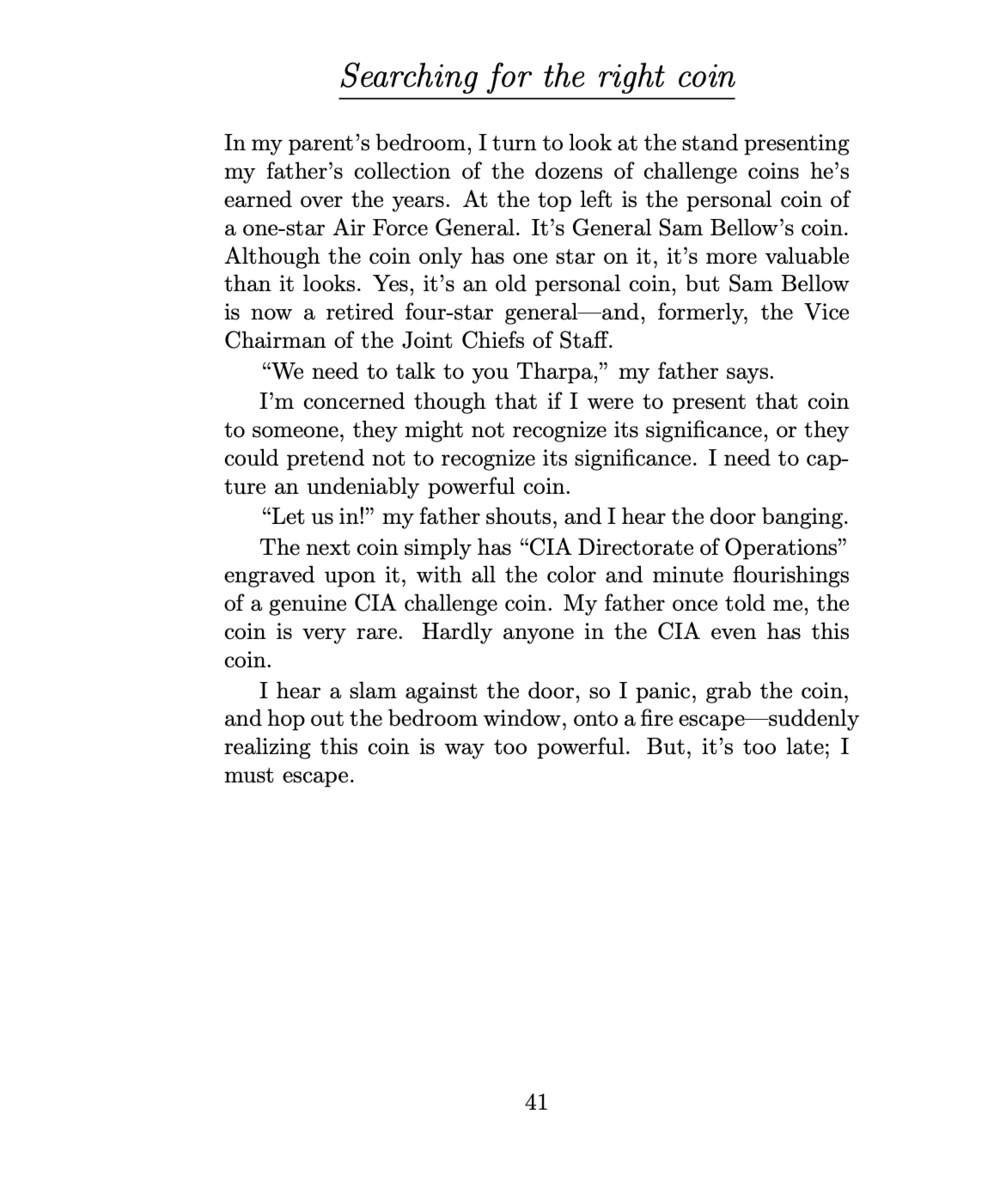 Searching for the right coin
In my parent’s bedroom, I turn to look at the stand presenting
my father’s collection of the dozens of challenge coins he’s
earned over the years. At the top left is the personal coin of
a one-star Air Force General. It’s General Sam Bellow’s coin.
Although the coin only has one star on it, it’s more valuable
than it looks. Yes, it’s an old personal coin, but Sam Bellow
is now a retired four-star general—and, formerly, the Vice
Chairman of the Joint Chiefs of Staff.
“We need to talk to you Tharpa,” my father says.
I’m concerned though that if I were to present that coin
to someone, they might not recognize its significance, or they
could pretend not to recognize its significance. I need to cap-
ture an undeniably powerful coin.
“Let us in!” my father shouts, and I hear the door banging.
The next coin simply has “CIA Directorate of Operations”
engraved upon it, with all the color and minute flourishings
of a genuine CIA challenge coin. My father once told me, the
coin is very rare. Hardly anyone in the CIA even has this
coin.
I hear a slam against the door, so I panic, grab the coin,
and hop out the bedroom window, onto a fire escape—suddenly
realizing this coin is way too powerful. But, it’s too late; I
must escape.
41